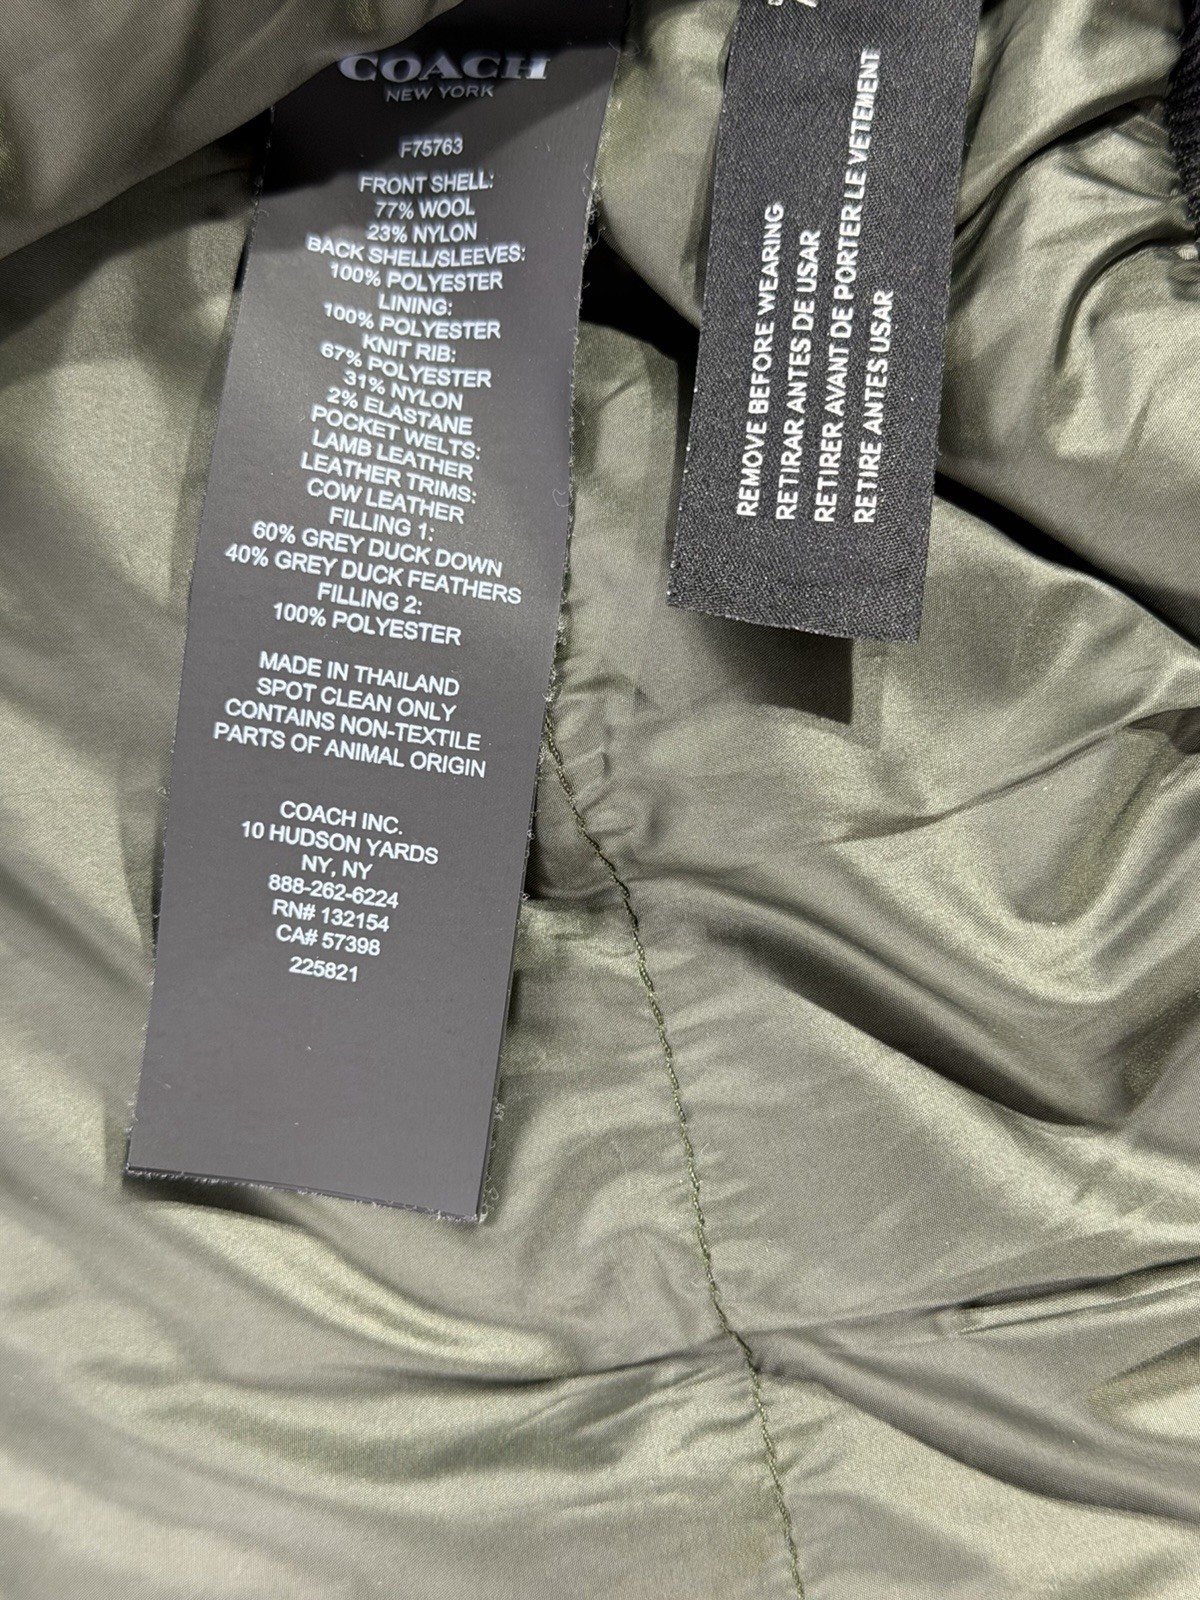 COACH
NEW YORK
F75763
FRONT SHELL:
77% WOOL
23% NYLON
BACK SHELL/SLEEVES:
100% POLYESTER
LINING:
100% POLYESTER
KNIT RIB:
67% POLYESTER
31% NYLON
2% ELASTANE
POCKET WELTS:
LAMB LEATHER
LEATHER TRIMS:
COW LEATHER
FILLING 1:
60% GREY DUCK DOWN
40% GREY DUCK FEATHERS
FILLING 2:
100% POLYESTER
MADE IN THAILAND
SPOT CLEAN ONLY
CONTAINS NON-TEXTILE
PARTS OF ANIMAL ORIGIN
COACH INC.
10 HUDSON YARDS
NY, NY
888-262-6224
RN# 132154
CA# 57398
225821
REMOVE BEFORE WEARING
RETIRAR ANTES DE USAR
RETIRER AVANT DE PORTER LE VETEMENT
RETIRE ANTES USAR